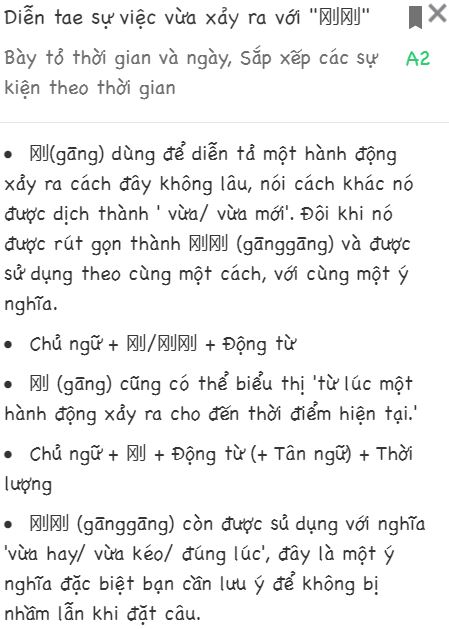 Diễn tae sự việc vừa xảy ra với "刚刚"
Bày tỏ thời gian và ngày, Sắp xếp các sự
A2
kiện theo thời gian
• 刚(gāng) dùng để diễn tả một hành động
xảy ra cách đây không lâu, nói cách khác nó
được dịch thành ' vừa/ vừa mới'. Đôi khi nó
được rút gọn thành 刚刚 (gānggāng) và được
sử dụng theo cùng một cách, với cùng một ý
nghĩa.
• Chủ ngữ + 刚/刚刚 + Động từ
• 刚 (gāng) cũng có thể biểu thị 'từ lúc một
hành động xảy ra cho đến thời điểm hiện tại.'
• Chủ ngữ + 刚 + Động từ (+ Tân ngữ) + Thời
lượng
• 刚刚 (gānggāng) còn được sủ dụng với nghĩa
'vừa hay/ vừa kéo/ đúng lúc', đây là một ý
nghĩa đặc biệt bạn cần lưu ý để không bị
nhầm lẫn khi đặt câu.